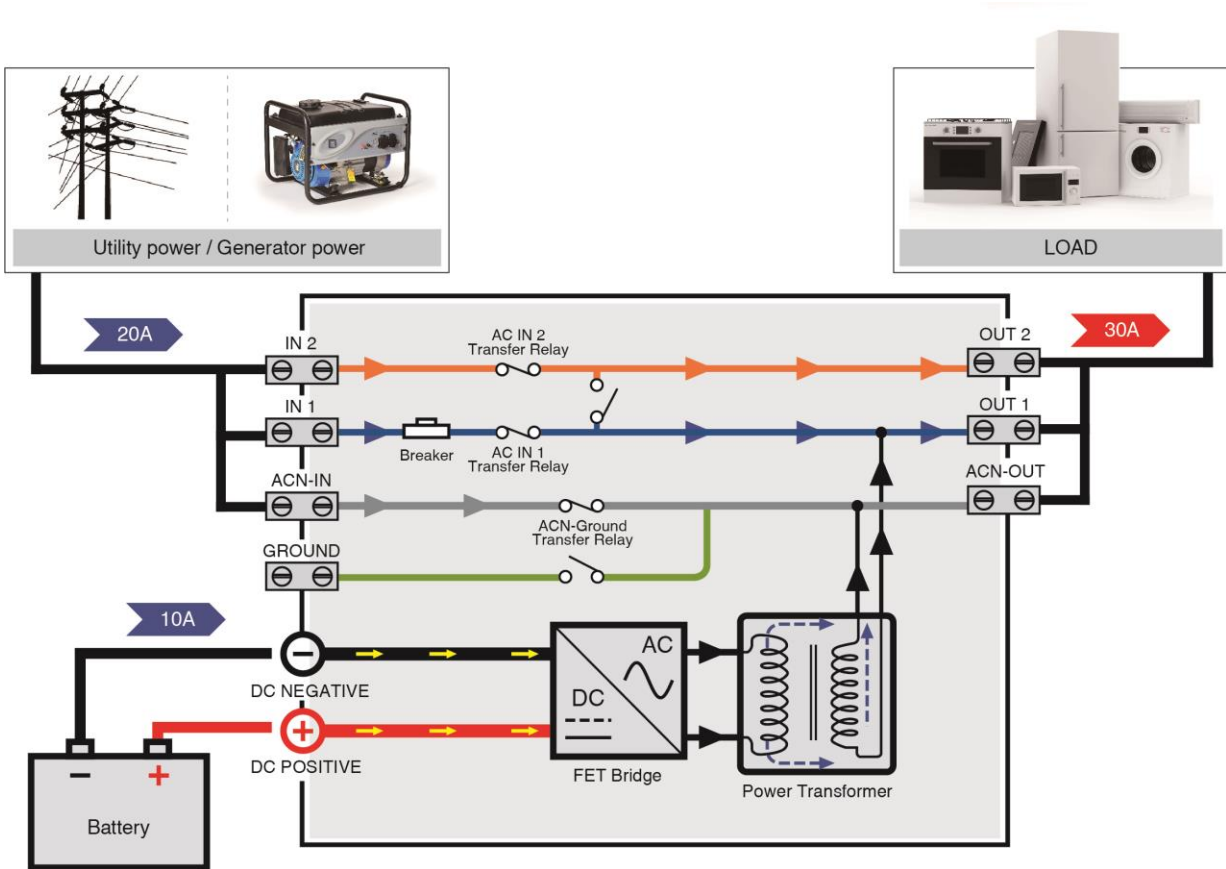 Utility power / Generator power
LOAD
20A
30A
IN 2
AC IN 2
Transfer Relay
OUT 2
IN 1
Breaker
AC IN 1
Transfer Relay
OUT 1
ACN-IN
ACN-OUT
ACN-Ground
Transfer Relay
GROUND
10A
-
DC NEGATIVE
+
DC POSITIVE
AC
DC
FET Bridge
Power Transformer
- +
Battery